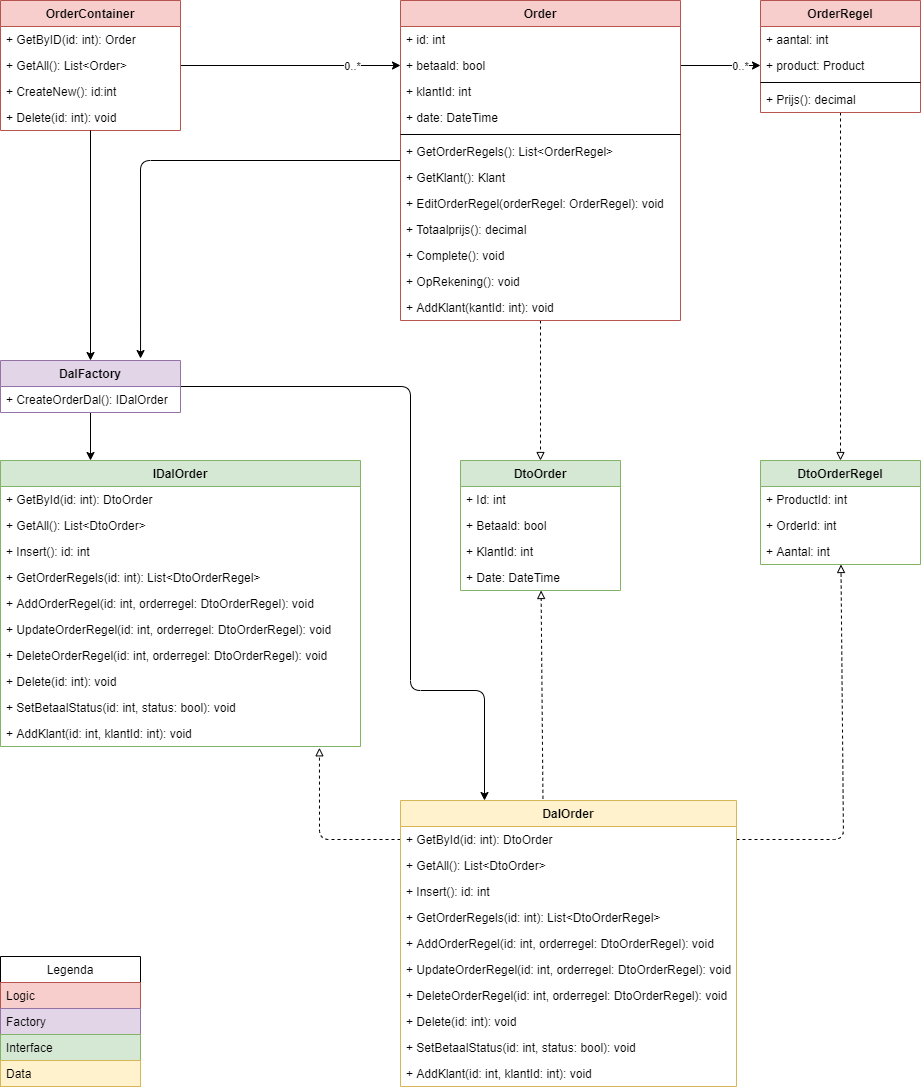 OrderContainer
+ GetByID(id: int): Order
+ GetAll(): List<Order>
+ CreateNew(): id:int
+ Delete(id: int): void
0..*
Order
+ id: int
+ betaald: bool
+ klantId: int
+ date: DateTime
+ GetOrderRegels(): List<OrderRegel>
+ GetKlant(): Klant
+ EditOrderRegel(orderRegel: OrderRegel): void
+ Totaalprijs(): decimal
+ Complete(): void
+ OpRekening(): void
+ AddKlant(kantId: int): void
0..*
OrderRegel
+ aantal: int
+ product: Product
+ Prijs(): decimal
DalFactory
+ CreateOrderDal(): IDalOrder
IDalOrder
+ GetById(id: int): DtoOrder
+ GetAll(): List<DtoOrder>
+ Insert(): id: int
+ GetOrderRegels(id: int): List<DtoOrderRegel>
+ AddOrderRegel(id: int, orderregel: DtoOrderRegel): void
+ UpdateOrderRegel(id: int, orderregel: DtoOrderRegel): void
+ DeleteOrderRegel(id: int, orderregel: DtoOrderRegel): void
+ Delete(id: int): void
+ SetBetaalStatus(id: int, status: bool): void
+ AddKlant(id: int, klantId: int): void
DtoOrder
+ Id: int
+ Betaald: bool
+ KlantId: int
+ Date: DateTime
DtoOrderRegel
+ ProductId: int
+ OrderId: int
+ Aantal: int
DalOrder
+ GetById(id: int): DtoOrder
+ GetAll(): List<DtoOrder>
+ Insert(): id: int
+ GetOrderRegels(id: int): List<DtoOrderRegel>
+ AddOrderRegel(id: int, orderregel: DtoOrderRegel): void
+ UpdateOrderRegel(id: int, orderregel: DtoOrderRegel): void
+ DeleteOrderRegel(id: int, orderregel: DtoOrderRegel): void
+ Delete(id: int): void
+ SetBetaalStatus(id: int, status: bool): void
+ AddKlant(id: int, klantId: int): void
Legenda
Logic
Factory
Interface
Data